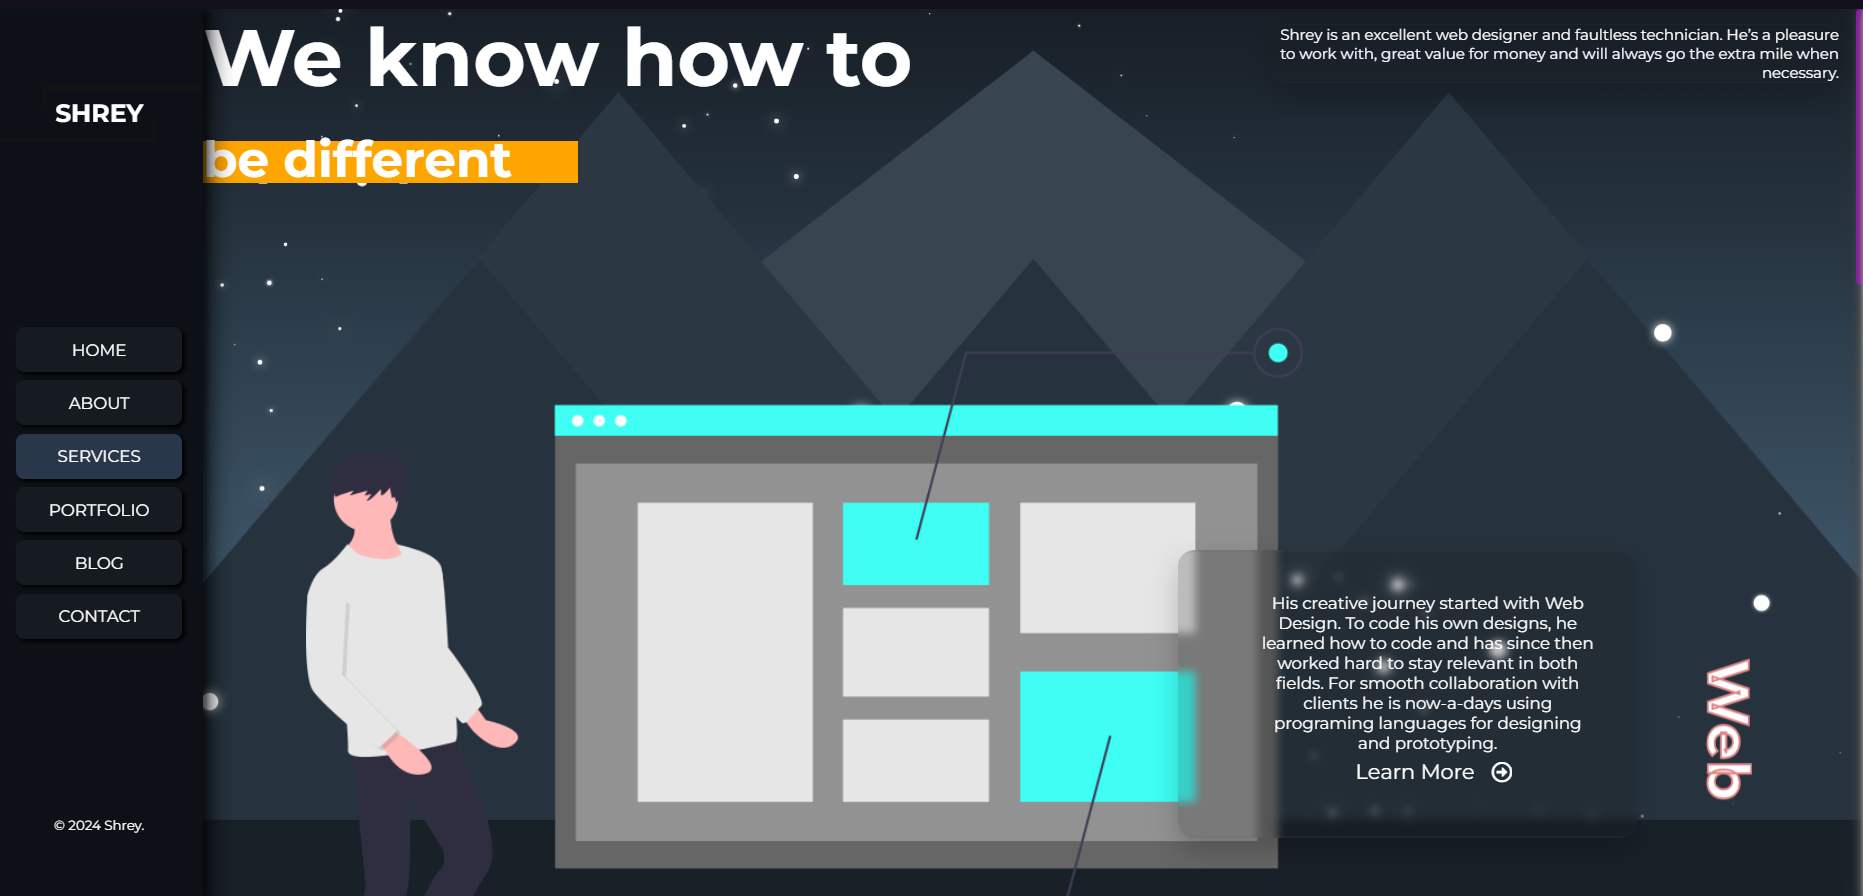 SHREY
HOME
ABOUT
SERVICES
PORTFOLIO
BLOG
CONTACT
© 2024 Shrey.
We know how to
be different
Shrey is an excellent web designer and faultless technician. He's a pleasure
to work with, great value for money and will always go the extra mile when
necessary.
His creative journey started with Web
Design. To code his own designs, he
learned how to code and has since then
worked hard to stay relevant in both
fields. For smooth collaboration with
clients he is now-a-days using
programing languages for designing
and prototyping.
Learn More
Web